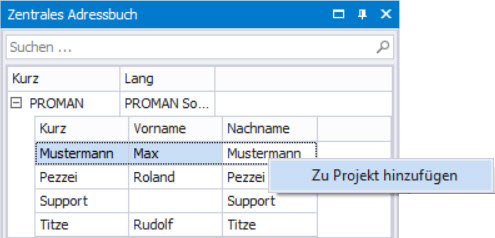 Zentrales Adressbuch
Suchen ...
Kurz Lang
PROMAN PROMAN So...
Kurz Vorname Nachname
Mustermann Max Mustermann
Pezzei Roland Pezzei
Zu Projekt hinzufügen
Support Support
Titze Rudolf Titze